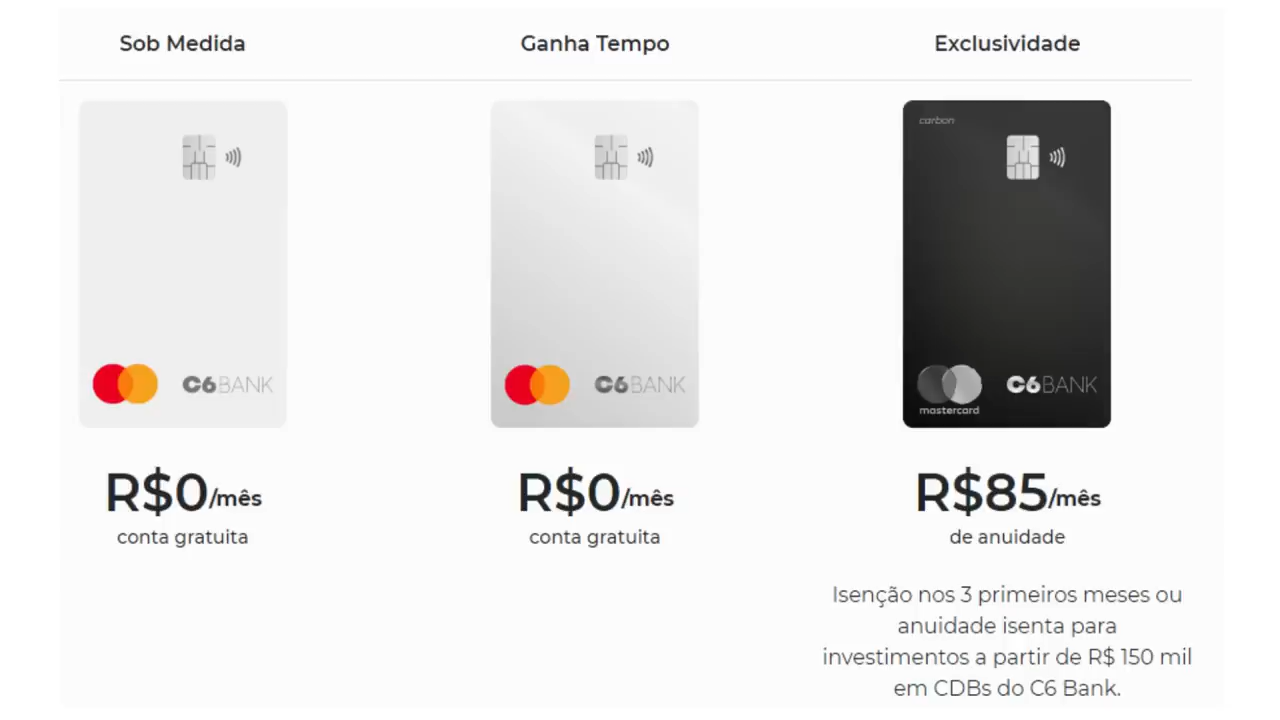 Sob Medida
Ganha Tempo
Exclusividade
C6BANK
C6BANK
carbon
mastercard
C6BANK
R$0/mês
conta gratuita
R$0/mês
conta gratuita
R$85/mês
de anuidade
Isenção nos 3 primeiros meses ou
anuidade isenta para
investimentos a partir de R$ 150 mil
em CDBs do C6 Bank.